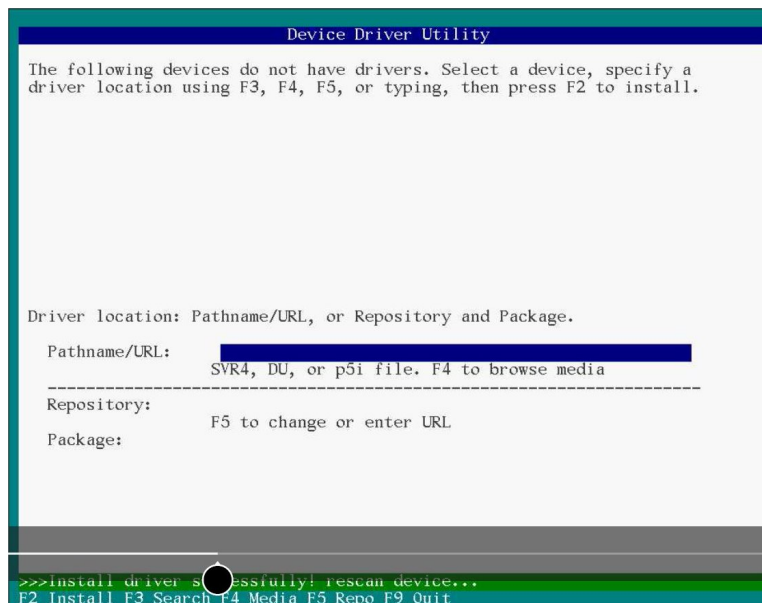 Device Driver Utility
The following devices do not have drivers. Select a device, specify a
driver location using F3, F4, F5, or typing, then press F2 to install.
Driver location: Pathname/URL, or Repository and Package.
Pathname/URL:
SVR4, DU, or p5i file. F4 to browse media
Repository:
F5 to change or enter URL
Package:
>>>Install driver rescan device...
F2 Install F3 Search F4 Media F5 Repo F9 Quit